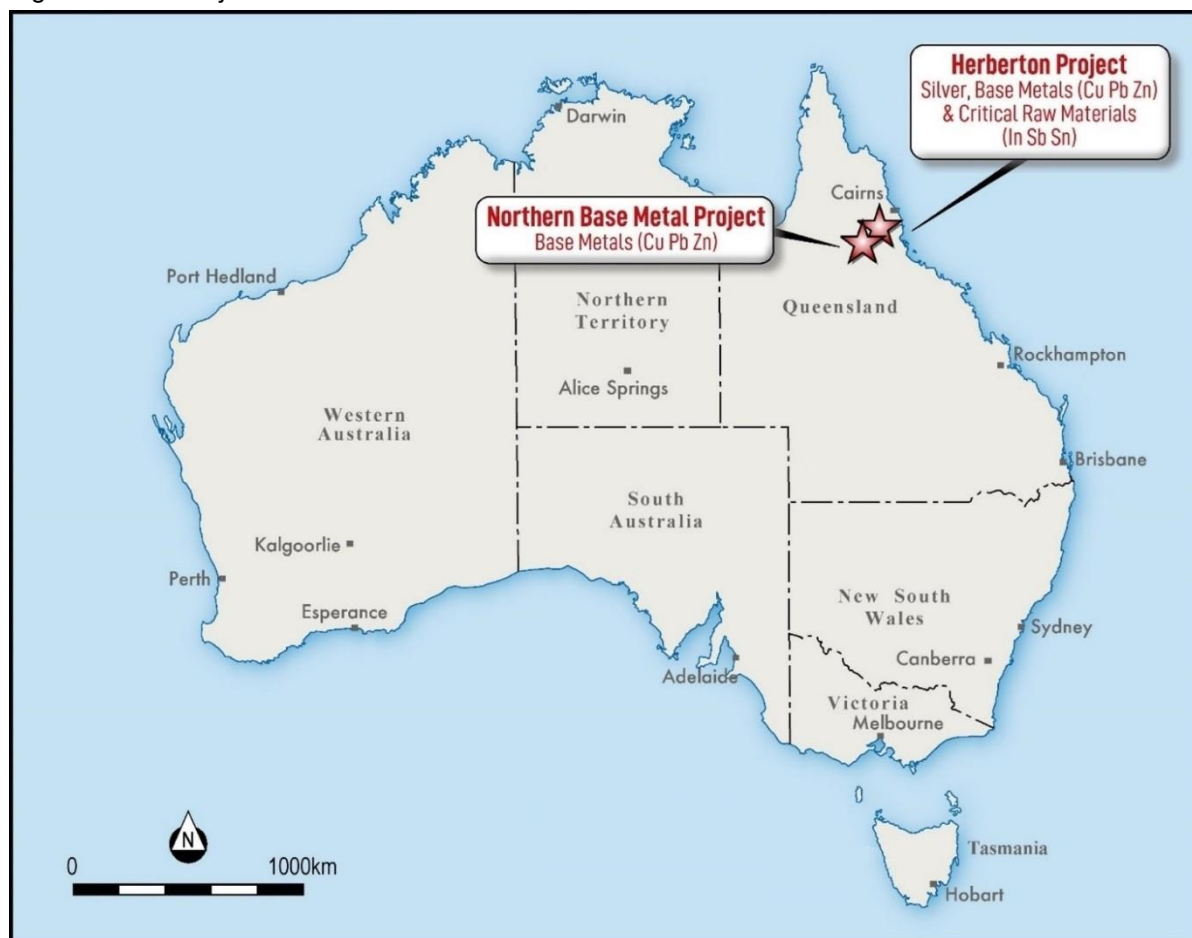 Herberton Project
Silver, Base Metals (Cu Pb Zn)
& Critical Raw Materials
(In Sb Sn)
Darwin
Cairns
Northern Base Metal Project
Base Metals (Cu Pb Zn)
Port Hedland
Northern
Territory
Queensland
Rockhampton
Alice Springs
Western
Australia
Brisbane
South
Australia
Kalgoorlie
Perth
Esperance
New South
Wales
Sydney
Canberra
Adelaide
Victoria
Melbourne
N
0 1000km
Tasmania
Hobart